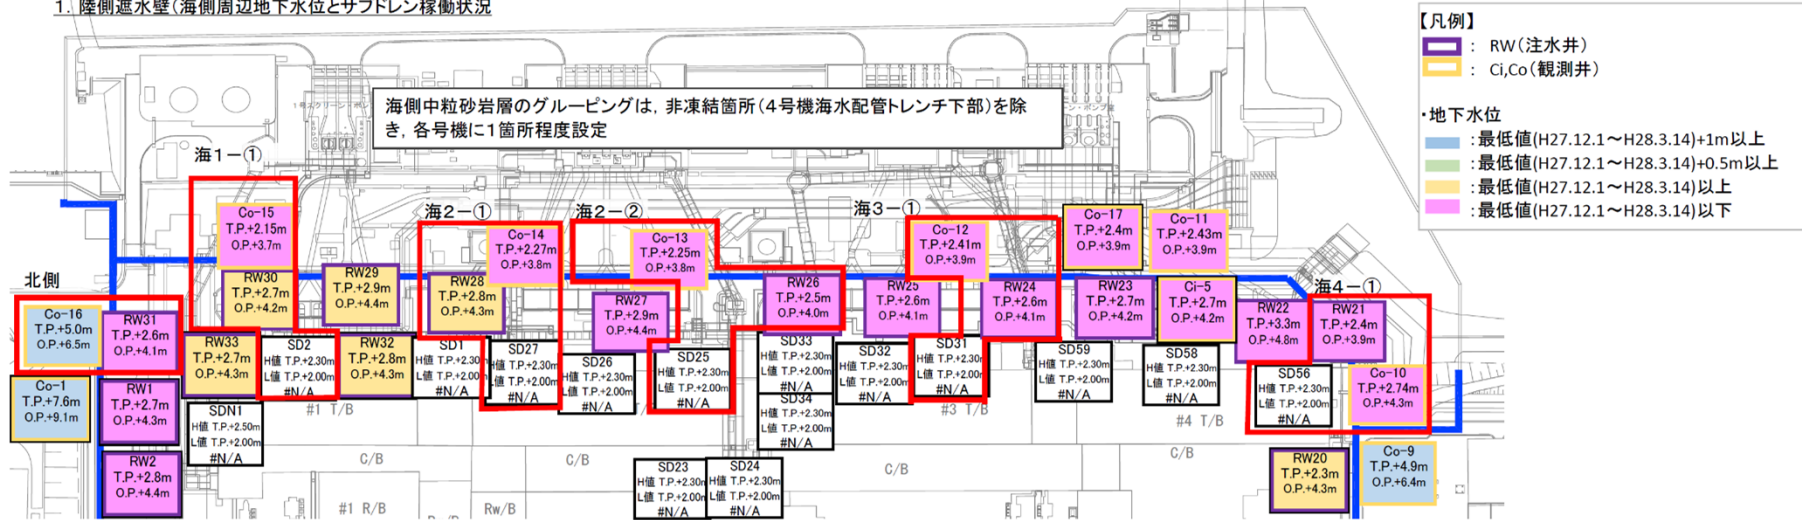 1. 陸側遮水壁(海側周辺地下水位とサブドレン稼働状況
【凡例】
: RW(注水井)
: Ci,Co(観測井)
・地下水位
:最低値(H27.12.1～H28.3.14)+1m以上
:最低値(H27.12.1～H28.3.14)+0.5m以上
:最低値(H27.12.1～H28.3.14)以上
:最低値(H27.12.1～H28.3.14)以下
海側中粒砂岩層のグルーピングは,非凍結箇所(4号機海水配管トレンチ下部)を除
き,各号機に1箇所程度設定
海1-①
海2-①
海2-②
海3-①
海4-①
北側
Co-15
T.P.+2.15m
O.P.+3.7m
Co-14
T.P.+2.27m
O.P.+3.8m
Co-13
T.P.+2.25m
O.P.+3.8m
Co-12
T.P.+2.41m
O.P.+3.9m
Co-17
T.P.+2.4m
O.P.+3.9m
Co-11
T.P.+2.43m
O.P.+3.9m
RW30
T.P.+2.7m
O.P.+4.2m
RW29
T.P.+2.9m
O.P.+4.4m
RW28
T.P.+2.8m
O.P.+4.3m
RW27
T.P.+2.9m
O.P.+4.4m
RW26
T.P.+2.5m
O.P.+4.0m
RW25
T.P.+2.6m
O.P.+4.1m
RW24
T.P.+2.6m
O.P.+4.1m
RW23
T.P.+2.7m
O.P.+4.2m
Ci-5
T.P.+2.7m
O.P.+4.2m
RW22
T.P.+3.3m
O.P.+4.8m
RW21
T.P.+2.4m
O.P.+3.9m
Co-16
T.P.+5.0m
O.P.+6.5m
RW31
T.P.+2.6m
O.P.+4.1m
RW33
T.P.+2.7m
O.P.+4.3m
SD2
H値 T.P.+2.30m
L値 T.P.+2.00m
#N/A
RW32
T.P.+2.8m
O.P.+4.3m
SD1
H値 T.P.+2.30m
L値 T.P.+2.00m
#N/A
SD27
H値 T.P.+2.30m
L値 T.P.+2.00m
#N/A
SD26
H値 T.P.+2.30m
L値 T.P.+2.00m
#N/A
SD25
H値 T.P.+2.30m
L値 T.P.+2.00m
#N/A
SD33
H値 T.P.+2.30m
L値 T.P.+2.00m
#N/A
SD34
H値 T.P.+2.30m
L値 T.P.+2.00m
#N/A
SD32
H値 T.P.+2.30m
L値 T.P.+2.00m
#N/A
SD31
H値 T.P.+2.30m
L値 T.P.+2.00m
#N/A
SD59
H値 T.P.+2.30m
L値 T.P.+2.00m
#N/A
SD58
H値 T.P.+2.30m
L値 T.P.+2.00m
#N/A
SD56
H値 T.P.+2.30m
L値 T.P.+2.00m
#N/A
Co-10
T.P.+2.74m
O.P.+4.3m
Co-1
T.P.+7.6m
O.P.+9.1m
RW1
T.P.+2.7m
O.P.+4.3m
SDN1
H値 T.P.+2.50m
L値 T.P.+2.00m
#N/A
#1 T/B
#3 T/B
#4 T/B
RW2
T.P.+2.8m
O.P.+4.4m
C/B
C/B
C/B
C/B
SD23
H値 T.P.+2.30m
L値 T.P.+2.00m
#N/A
SD24
H値 T.P.+2.30m
L値 T.P.+2.00m
#N/A
RW20
T.P.+2.3m
O.P.+4.3m
Co-9
T.P.+4.9m
O.P.+6.4m
#1 R/B
Rw/B